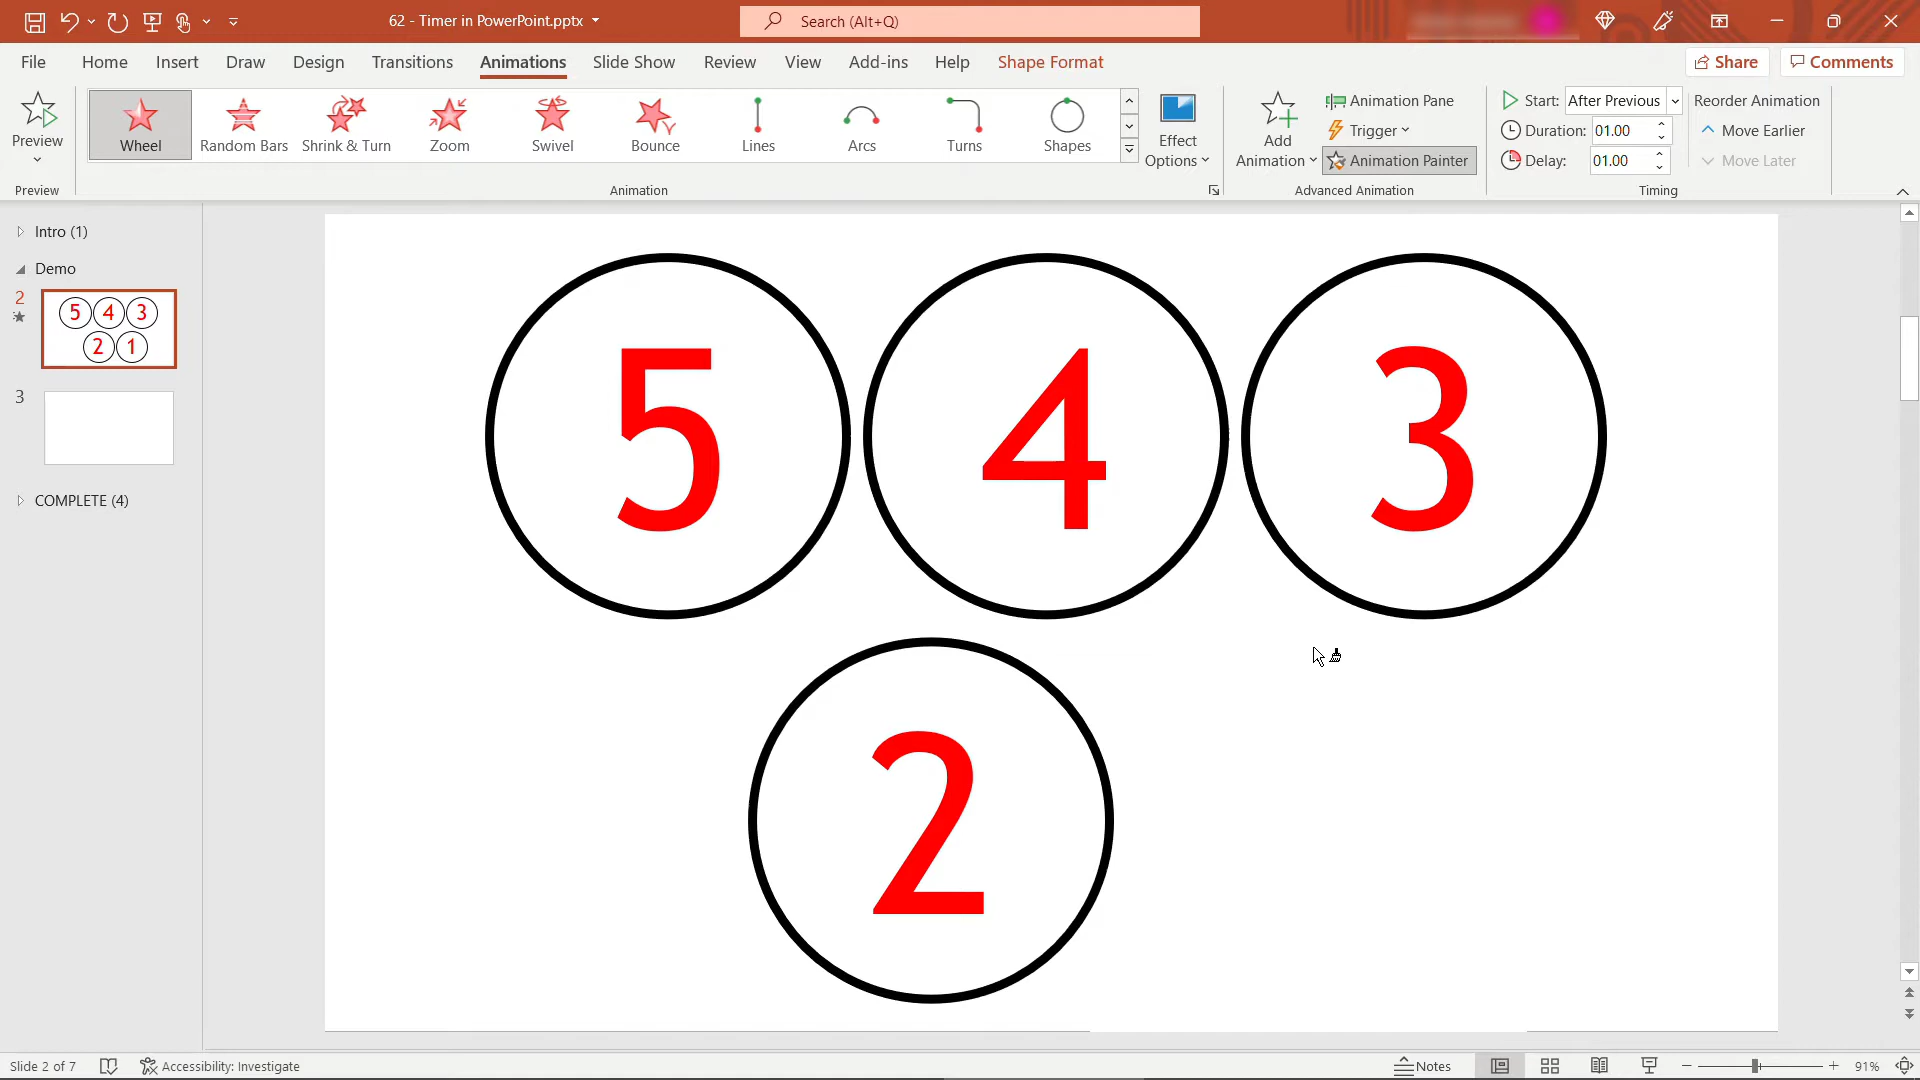 62 - Timer in PowerPoint.pptx
Search (Alt+Q)
File Home Insert Draw Design Transitions Animations Slide Show Review View Add-ins Help Shape Format
Share Comments
Preview
Wheel Random Bars Shrink & Turn Zoom Swivel Bounce Lines Arcs Turns Shapes
Effect Options
Add Animation
Animation Pane
Trigger
Animation Painter
Start: After Previous
Duration: 01.00
Delay: 01.00
Reorder Animation
Move Earlier
Move Later
Preview Animation Advanced Animation Timing
Intro (1)
Demo
2
5 4 3
2 1
3
COMPLETE (4)
5 4 3
2
Slide 2 of 7 Accessibility: Investigate Notes 91%